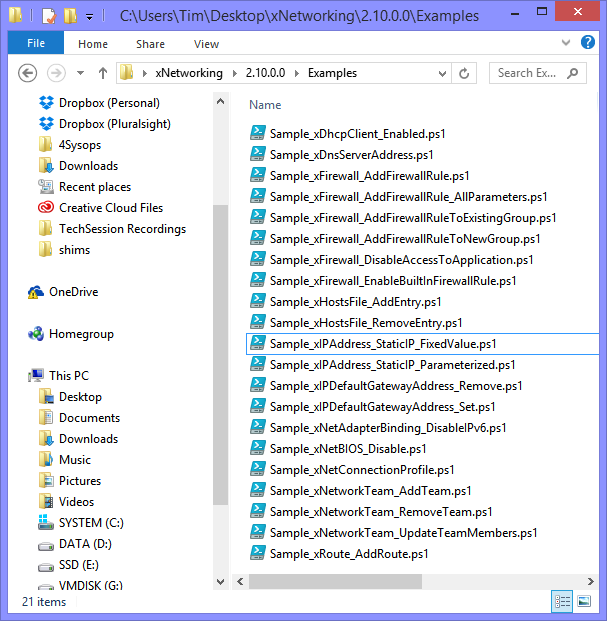 C:\Users\Tim\Desktop\xNetworking\2.10.0.0\Examples
File Home Share View
xNetworking 2.10.0.0 Examples Search Ex...
Dropbox (Personal)
Dropbox (Pluralsight)
4Sysops
Downloads
Recent places
Creative Cloud Files
TechSession Recordings
shims
OneDrive
Homegroup
This PC
Desktop
Documents
Downloads
Music
Pictures
Videos
SYSTEM (C:)
DATA (D:)
SSD (E:)
VMDISK (G:)
Name
Sample_xDhcpClient_Enabled.ps1
Sample_xDnsServerAddress.ps1
Sample_xFirewall_AddFirewallRule.ps1
Sample_xFirewall_AddFirewallRule_AllParameters.ps1
Sample_xFirewall_AddFirewallRuleToExistingGroup.ps1
Sample_xFirewall_AddFirewallRuleToNewGroup.ps1
Sample_xFirewall_DisableAccessToApplication.ps1
Sample_xFirewall_EnableBuiltInFirewallRule.ps1
Sample_xHostsFile_AddEntry.ps1
Sample_xHostsFile_RemoveEntry.ps1
Sample_xIPAddress_StaticIP_FixedValue.ps1
Sample_xIPAddress_StaticIP_Parameterized.ps1
Sample_xIPDefaultGatewayAddress_Remove.ps1
Sample_xIPDefaultGatewayAddress_Set.ps1
Sample_xNetAdapterBinding_DisableIPv6.ps1
Sample_xNetBIOS_Disable.ps1
Sample_xNetConnectionProfile.ps1
Sample_xNetworkTeam_AddTeam.ps1
Sample_xNetworkTeam_RemoveTeam.ps1
Sample_xNetworkTeam_UpdateTeamMembers.ps1
Sample_xRoute_AddRoute.ps1
21 items